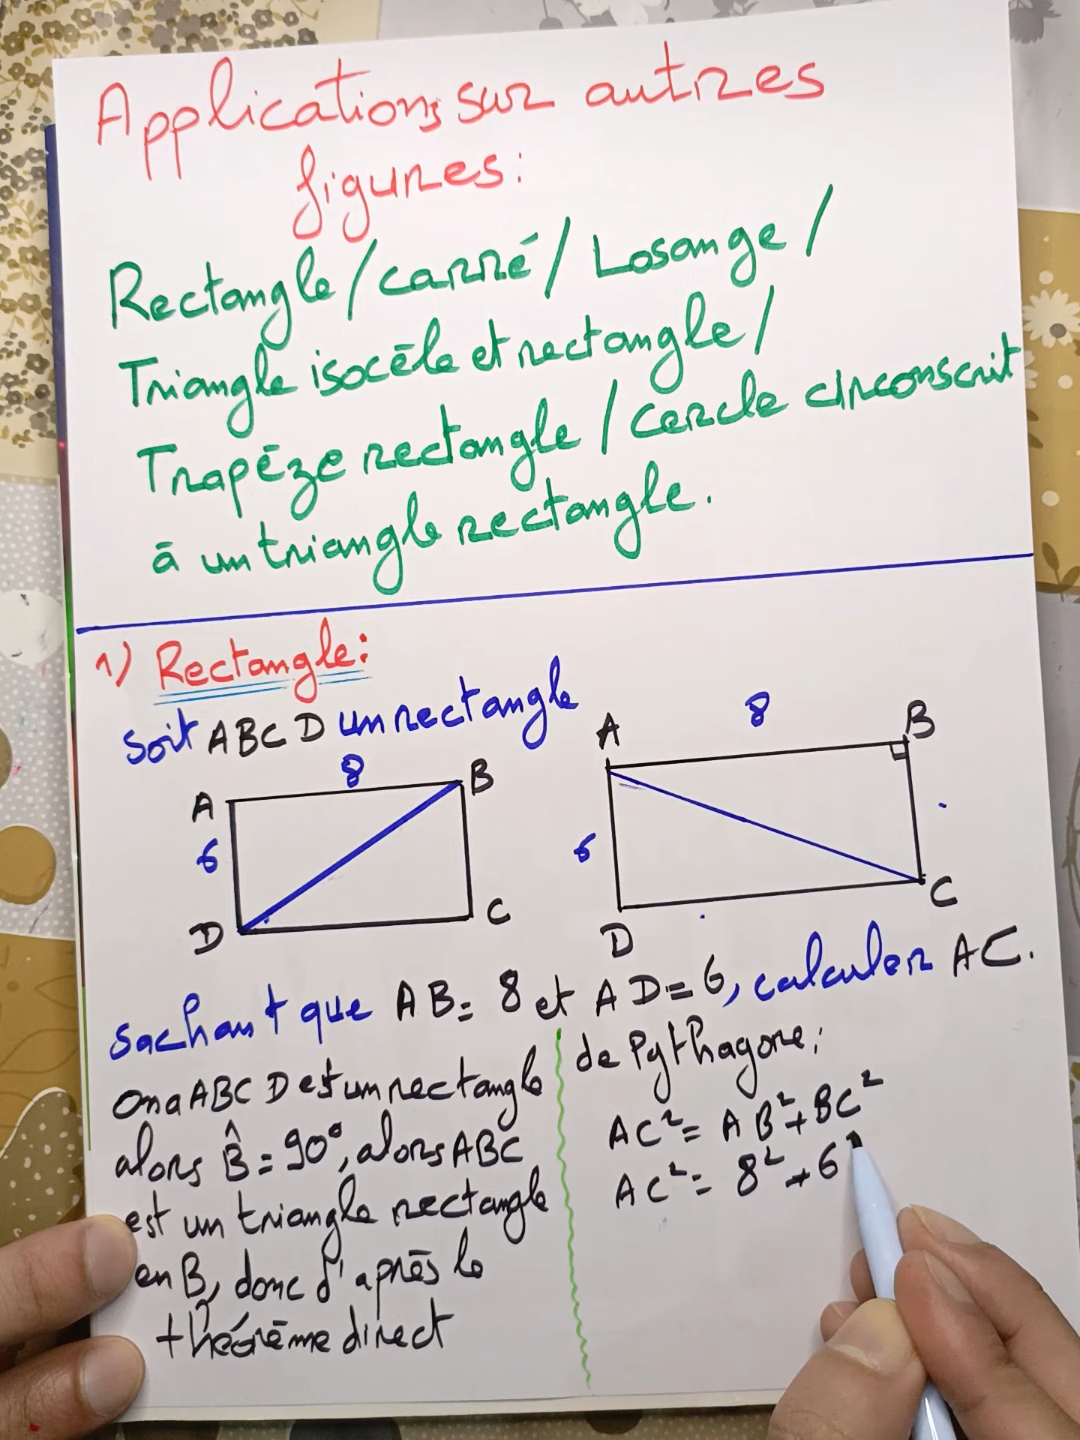 Applications sur autres
figures:
Rectangle/carré/Losange/
Triangle isocèle et rectangle/
Trapèze rectangle/cercle circonscrit
à un triangle rectangle.
1) Rectangle:
soit ABCD un rectangle
8
A
B
6
D
C
8
A
B
6
D
C
sachant que AB = 8 et AD = 6, calculer AC.
On a ABCD est un rectangle
alors B̂ = 90°, alors ABC
est un triangle rectangle
en B, donc d'après le
théorème direct
de Pythagore:
AC² = AB² + BC²
AC² = 8² + 6²